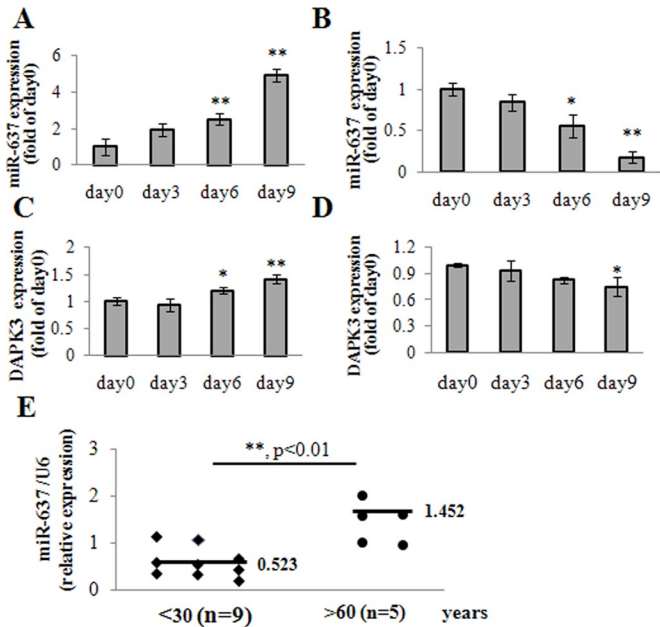 A
miR-637 expression
(fold of day0)
6
4
2
0
**
**
day0 day3 day6 day9
B
miR-637 expression
(fold of day0)
1
0.5
0
*
**
day0 day3 day6 day9
C
DAPK3 expression
(fold of day0)
2
1.5
1
0.5
0
*
**
day0 day3 day6 day9
D
DAPK3 expression
(fold of day0)
1.2
0.9
0.6
0.3
0
*
day0 day3 day6 day9
E
miR-637/U6
(relative expression)
3
2
1
0
**, p<0.01
0.523
1.452
<30 (n=9) >60 (n=5) years